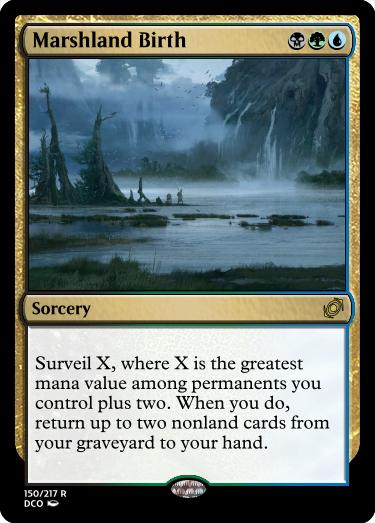 Marshland Birth
Sorcery
Surveil X, where X is the greatest
mana value among permanents you
control plus two. When you do,
return up to two nonland cards from
your graveyard to your hand.
150/217 R
DCO